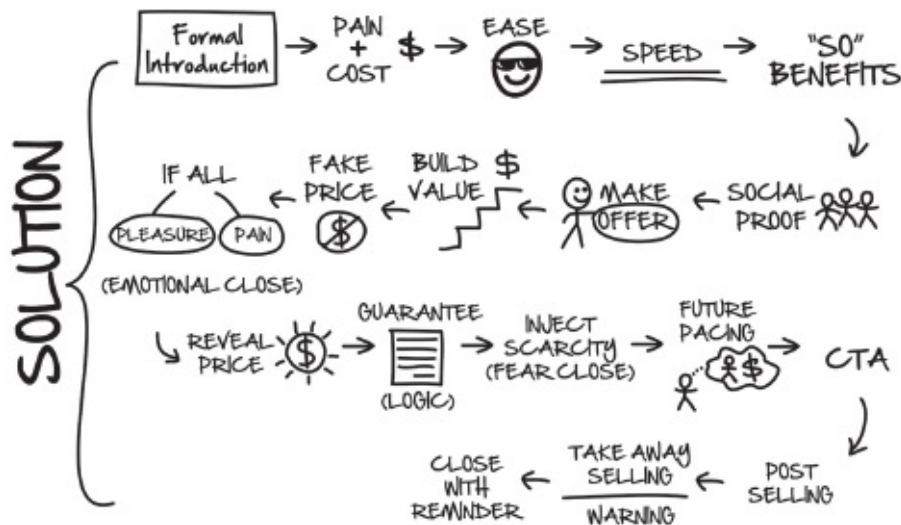 SOLUTION
Formal
Introduction
PAIN
+
COST
$
EASE
SPEED
"SO"
BENEFITS
SOCIAL
PROOF
MAKE
OFFER
BUILD
VALUE
$
FAKE
PRICE
$
IF ALL
PLEASURE
PAIN
(EMOTIONAL CLOSE)
REVEAL
PRICE
$
GUARANTEE
(LOGIC)
INJECT
SCARCITY
(FEAR CLOSE)
FUTURE
PACING
$
CTA
POST
SELLING
TAKE AWAY
SELLING
WARNING
CLOSE
WITH
REMINDER